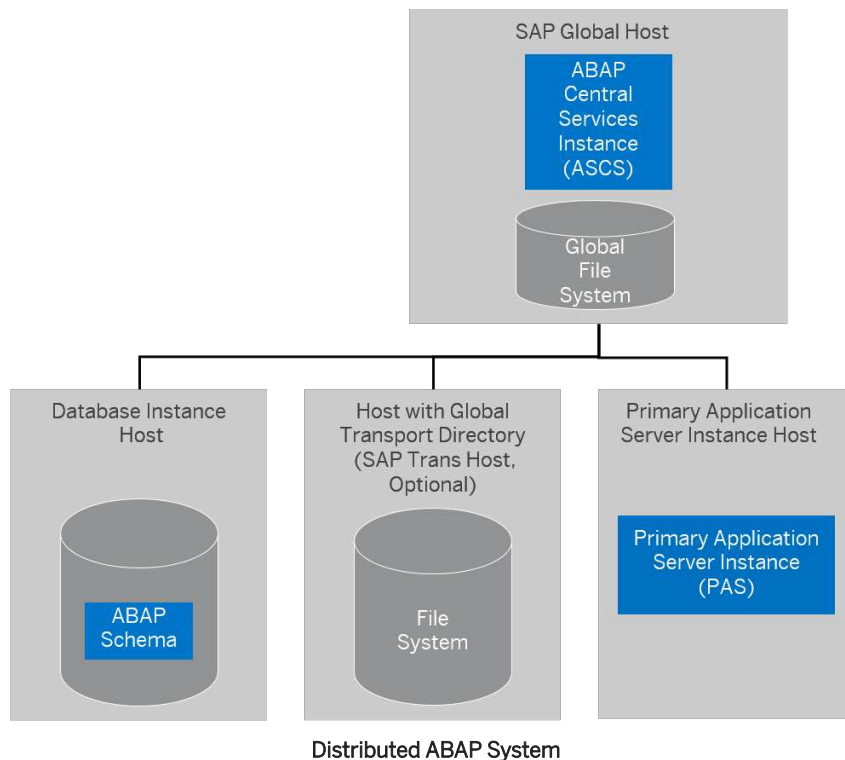 SAP Global Host
ABAP
Central
Services
Instance
(ASCS)
Global
File
System
Database Instance
Host
ABAP
Schema
Host with Global
Transport Directory
(SAP Trans Host,
Optional)
File
System
Primary Application
Server Instance Host
Primary Application
Server Instance
(PAS)
Distributed ABAP System